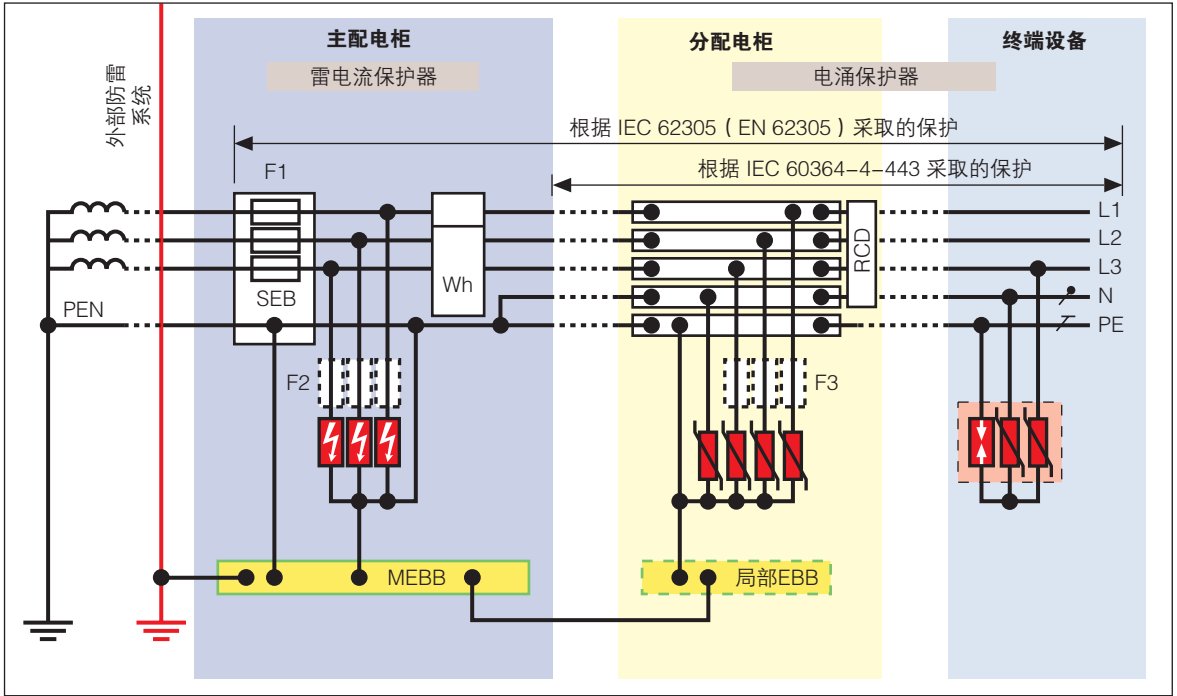 主配电柜
分配电柜
终端设备
雷电流保护器
电涌保护器
外部防雷
系统
根据 IEC 62305（EN 62305）采取的保护
根据 IEC 60364-4-443 采取的保护
F1
L1
L2
RCD
L3
Wh
SEB
N
PEN
PE
F2
F3
MEBB
局部EBB